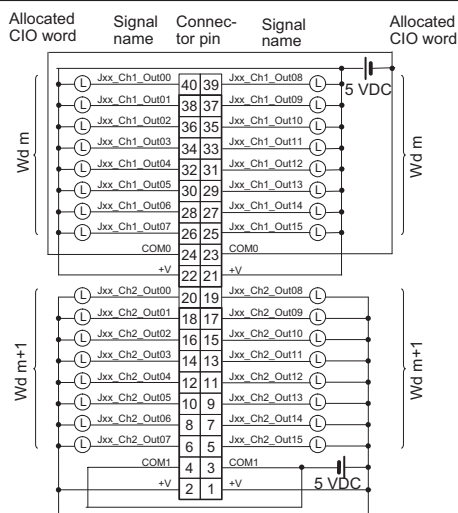 Allocated CIO word Signal name Connec-tor pin Signal name Allocated CIO word
5 VDC
Jxx_Ch1_Out00 40 39 Jxx_Ch1_Out08
L L
Jxx_Ch1_Out01 38 37 Jxx_Ch1_Out09
L L
Jxx_Ch1_Out02 36 35 Jxx_Ch1_Out10
L L
Jxx_Ch1_Out03 34 33 Jxx_Ch1_Out11
L L
Wd m Wd m
Jxx_Ch1_Out04 32 31 Jxx_Ch1_Out12
L L
Jxx_Ch1_Out05 30 29 Jxx_Ch1_Out13
L L
Jxx_Ch1_Out06 28 27 Jxx_Ch1_Out14
L L
Jxx_Ch1_Out07 26 25 Jxx_Ch1_Out15
L L
COM0 24 23 COM0
+V 22 21 +V
Jxx_Ch2_Out00 20 19 Jxx_Ch2_Out08
L L
Jxx_Ch2_Out01 18 17 Jxx_Ch2_Out09
L L
Jxx_Ch2_Out02 16 15 Jxx_Ch2_Out10
L L
Jxx_Ch2_Out03 14 13 Jxx_Ch2_Out11
L L
Wd m+1 Wd m+1
Jxx_Ch2_Out04 12 11 Jxx_Ch2_Out12
L L
Jxx_Ch2_Out05 10 9 Jxx_Ch2_Out13
L L
Jxx_Ch2_Out06 8 7 Jxx_Ch2_Out14
L L
Jxx_Ch2_Out07 6 5 Jxx_Ch2_Out15
L L
COM1 4 3 COM1
+V 2 1 +V
5 VDC